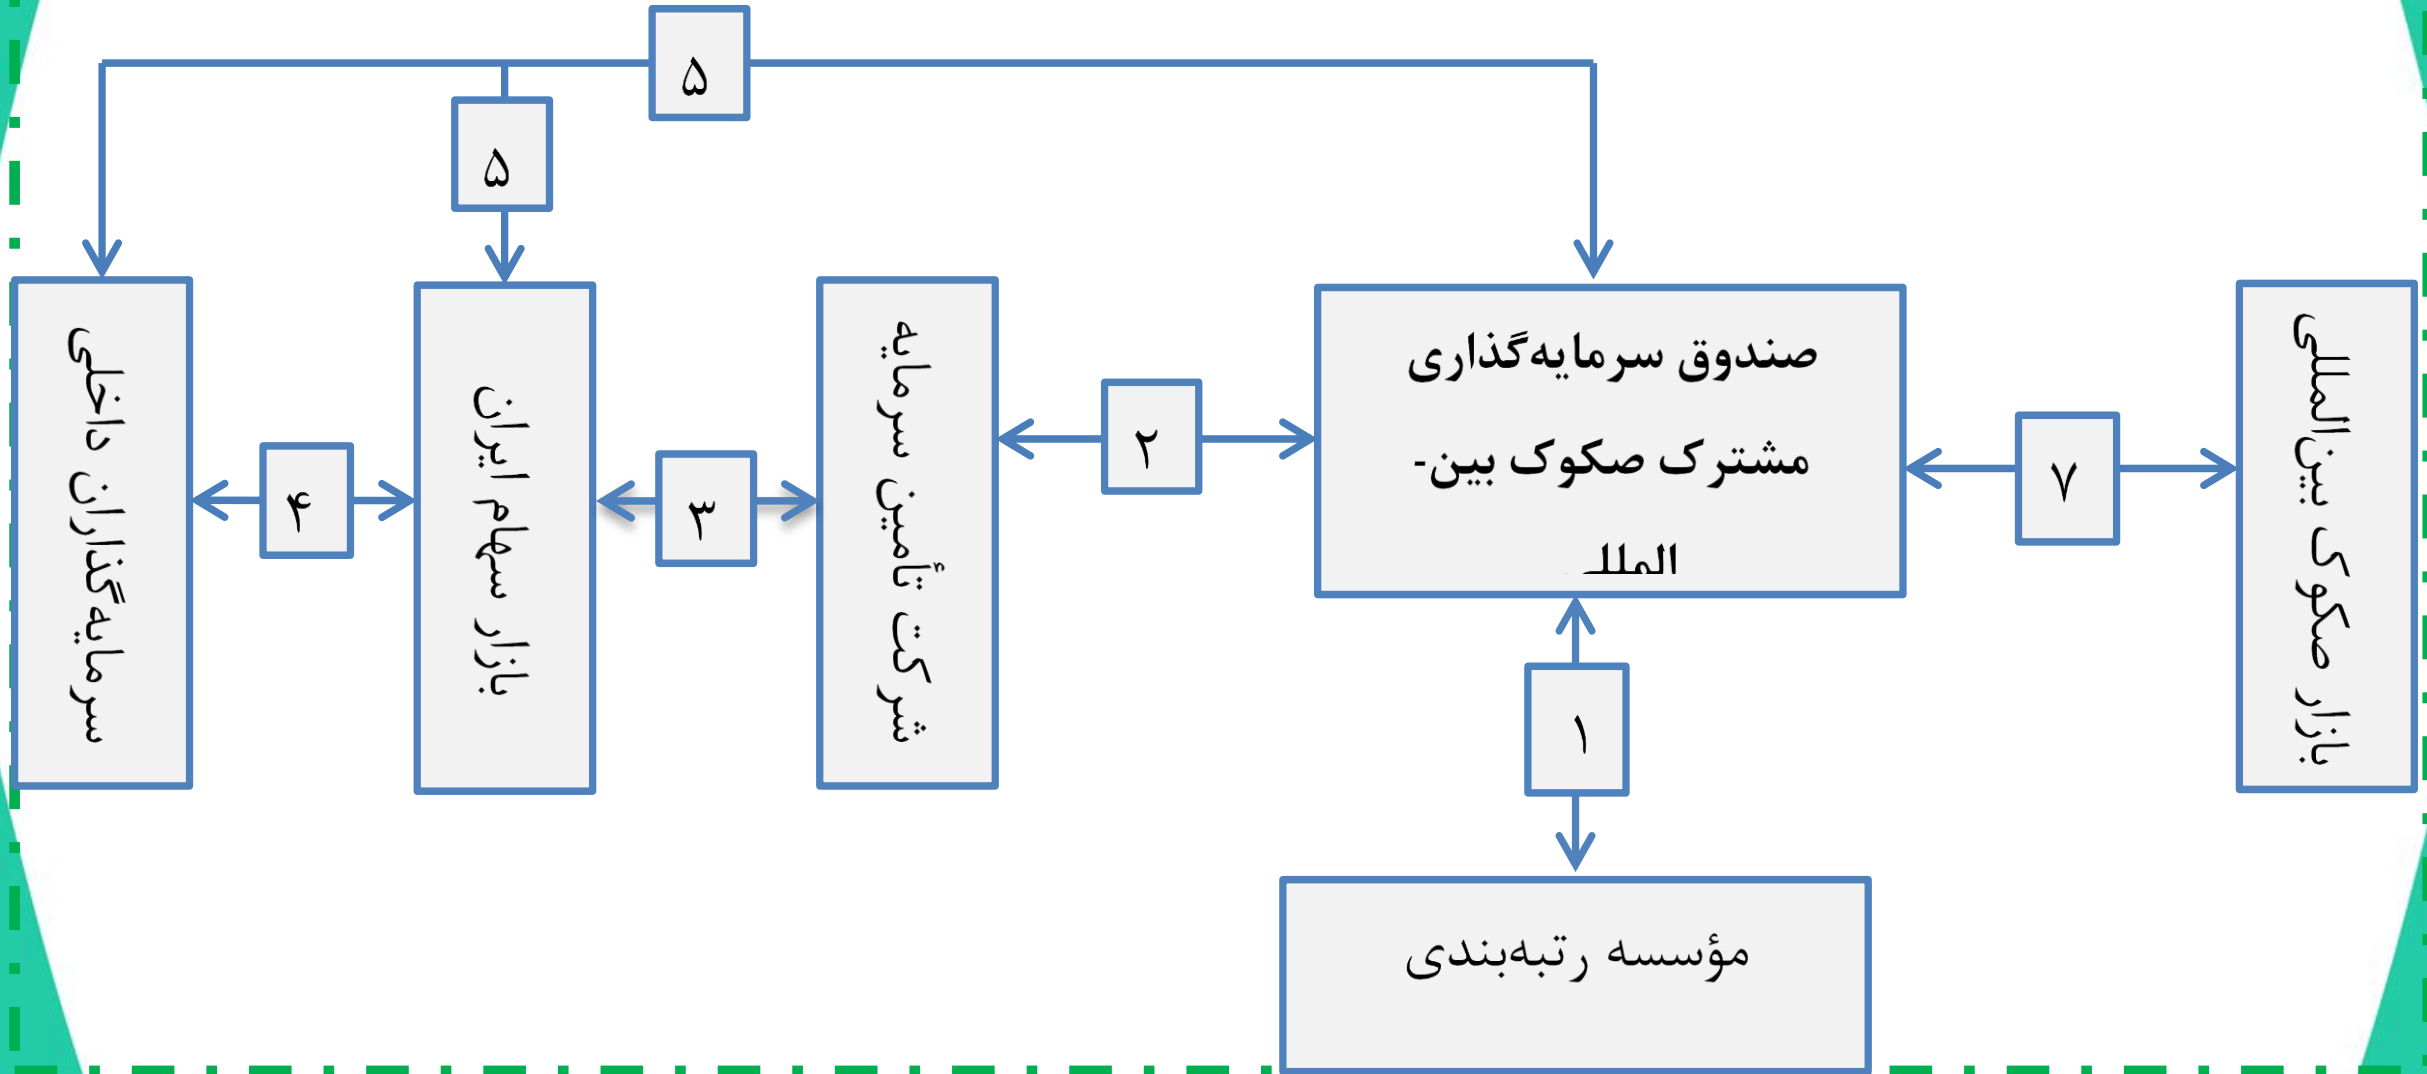 ۵
۵
صندوق سرمایه‌گذاری
مشترک صکوک بین-
المللی
بازار صکوک بین‌المللی
۷
۲
شرکت تأمین سرمایه
۳
بازار سهام ایران
۴
سرمایه‌گذاران داخلی
۱
مؤسسه رتبه‌بندی